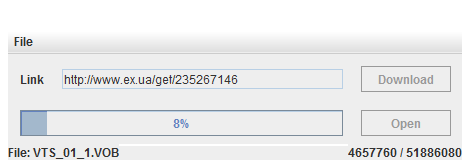 File
Link http://www.ex.ua/get/235267146 Download
8% Open
File: VTS_01_1.VOB 4657760 / 51886080